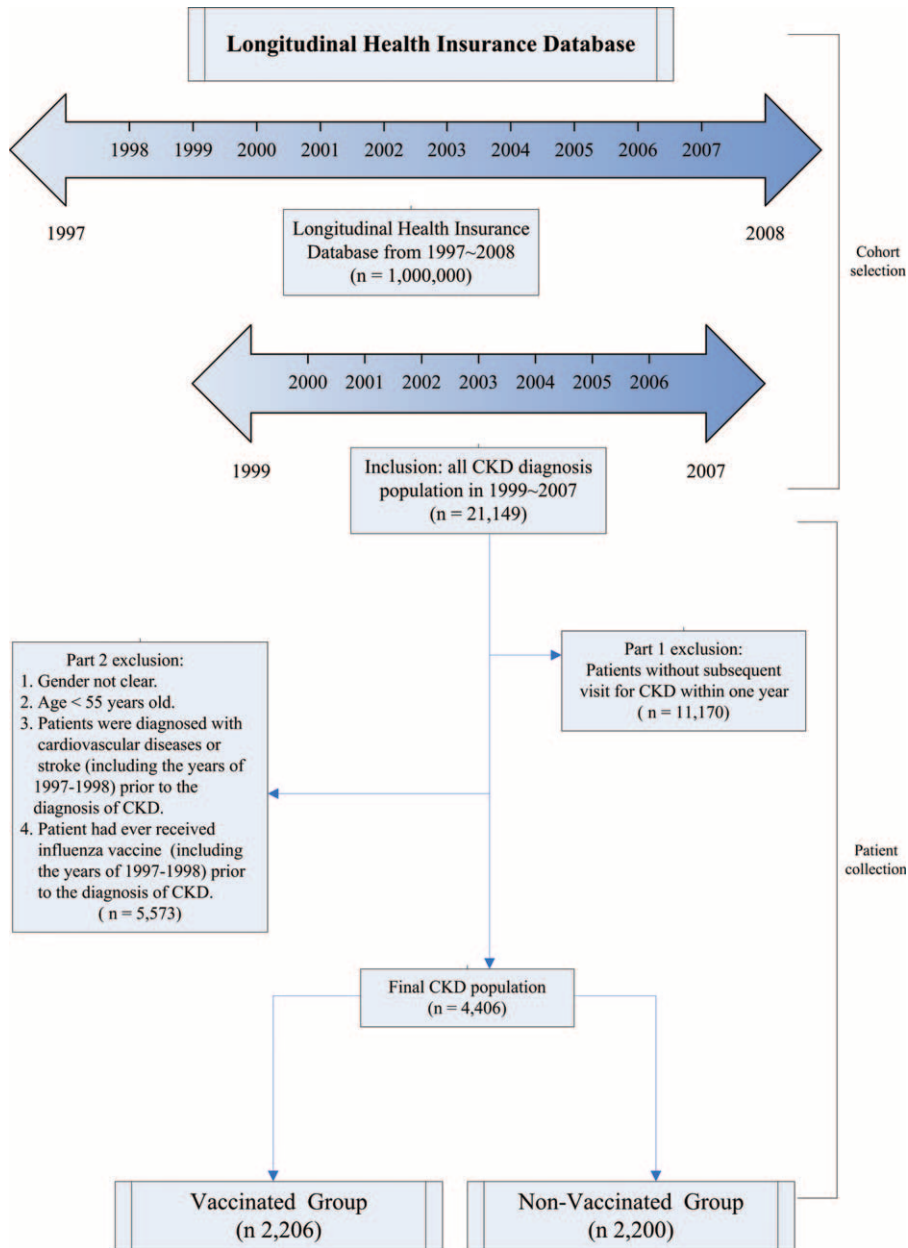 Longitudinal Health Insurance Database
1998 1999 2000 2001 2002 2003 2004 2005 2006 2007
1997
2008
Longitudinal Health Insurance
Database from 1997~2008
(n = 1,000,000)
Cohort
selection
2000 2001 2002 2003 2004 2005 2006
1999
2007
Inclusion: all CKD diagnosis
population in 1999~2007
(n = 21,149)
Part 1 exclusion:
Patients without subsequent
visit for CKD within one year
( n = 11,170)
Part 2 exclusion:
1. Gender not clear.
2. Age < 55 years old.
3. Patients were diagnosed with
cardiovascular diseases or
stroke (including the years of
1997-1998) prior to the
diagnosis of CKD.
4. Patient had ever received
influenza vaccine (including
the years of 1997-1998) prior
to the diagnosis of CKD.
( n = 5,573)
Patient
collection
Final CKD population
(n = 4,406)
Vaccinated Group
(n 2,206)
Non-Vaccinated Group
(n 2,200)